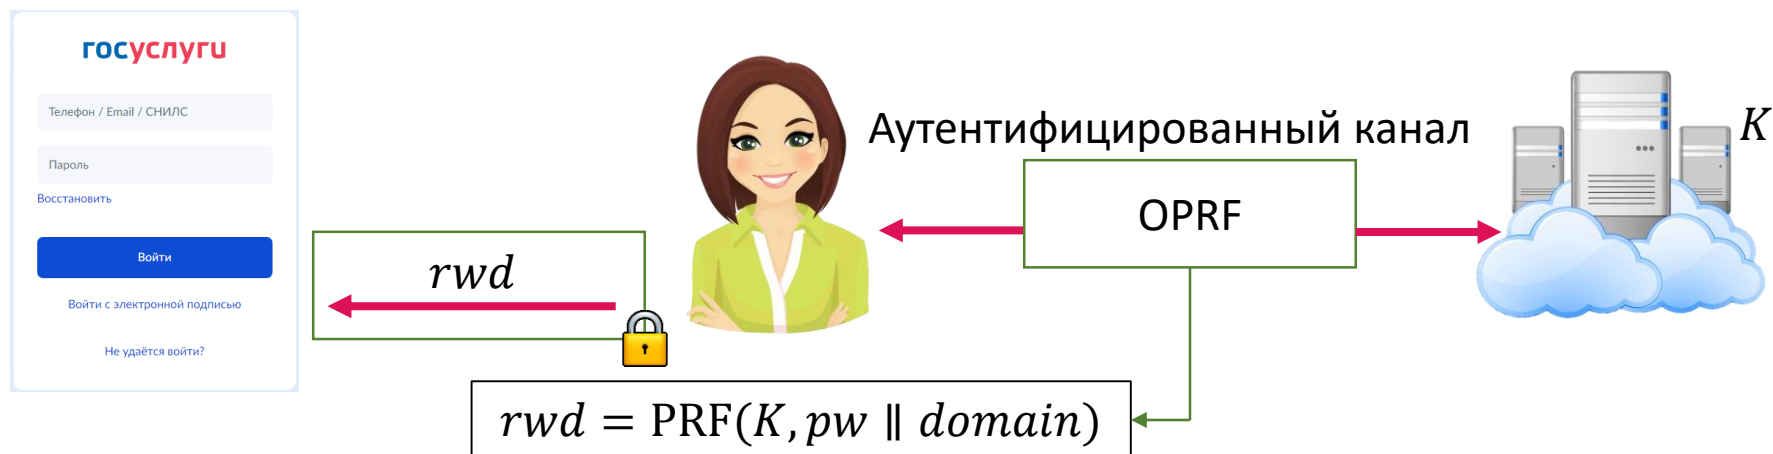 госуслуги
Телефон / Email / СНИЛС
Пароль
Восстановить
Войти
Войти с электронной подписью
Не удаётся войти?
rwd
Аутентифицированный канал
OPRF
K
rwd = PRF(K, pw ∥ domain)